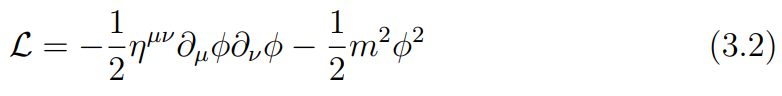 ℒ = −1/2 η^{μν} ∂_μ ϕ ∂_ν ϕ − 1/2 m² ϕ² (3.2)